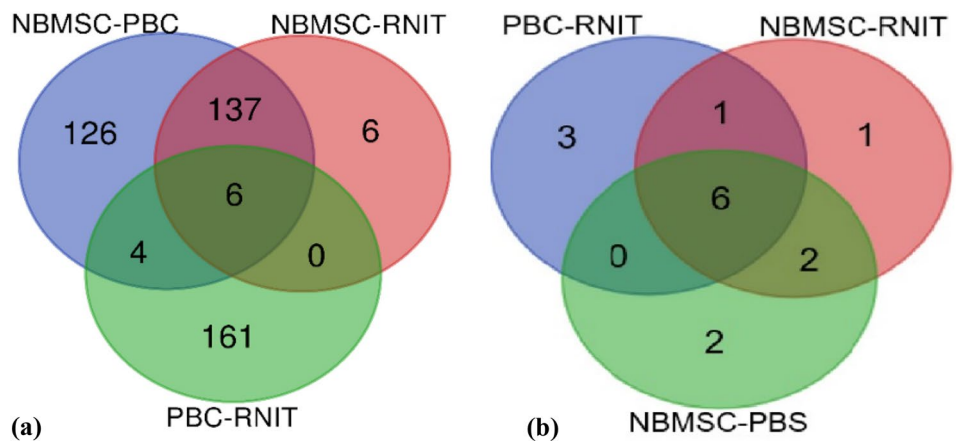 NBMSC-PBC
NBMSC-RNIT
126
137
6
6
4
0
161
(a)
PBC-RNIT
PBC-RNIT
NBMSC-RNIT
3
1
1
6
0
2
2
(b)
NBMSC-PBS